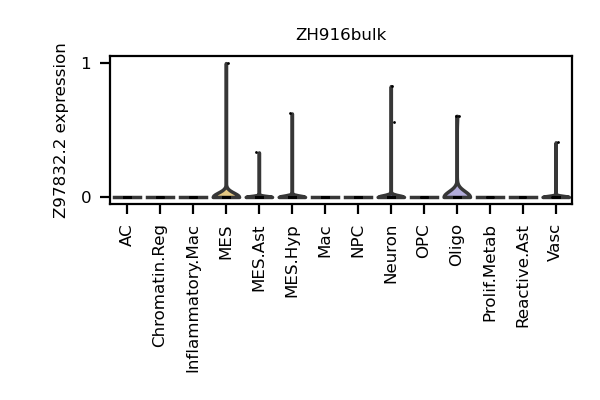 ZH916bulk
Z97832.2 expression
1
0
AC
Chromatin.Reg
Inflammatory.Mac
MES
MES.Ast
MES.Hyp
Mac
NPC
Neuron
OPC
Oligo
Prolif.Metab
Reactive.Ast
Vasc